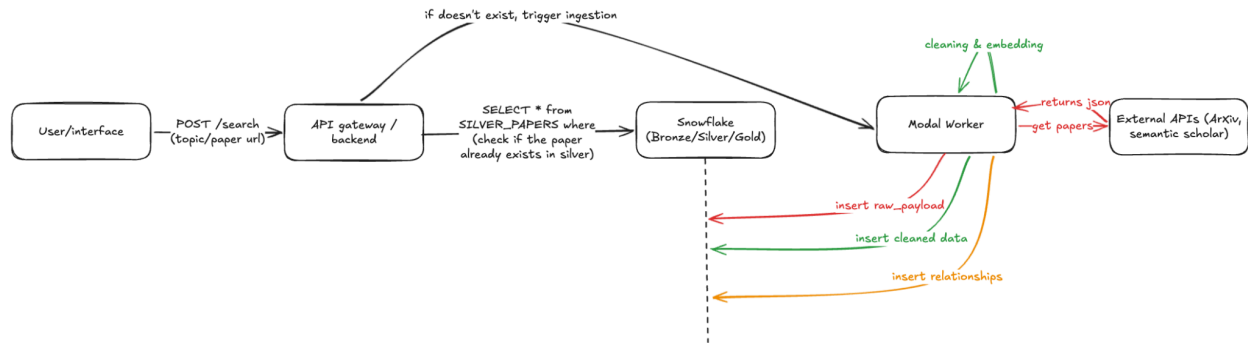 if doesn't exist, trigger ingestion
cleaning & embedding
User/interface
POST /search
(topic/paper url)
API gateway /
backend
SELECT * from
SILVER_PAPERS where
(check if the paper
already exists in silver)
Snowflake
(Bronze/Silver/Gold)
Modal Worker
returns json
get papers
External APIs (ArXiv,
semantic scholar)
insert raw_payload
insert cleaned data
insert relationships